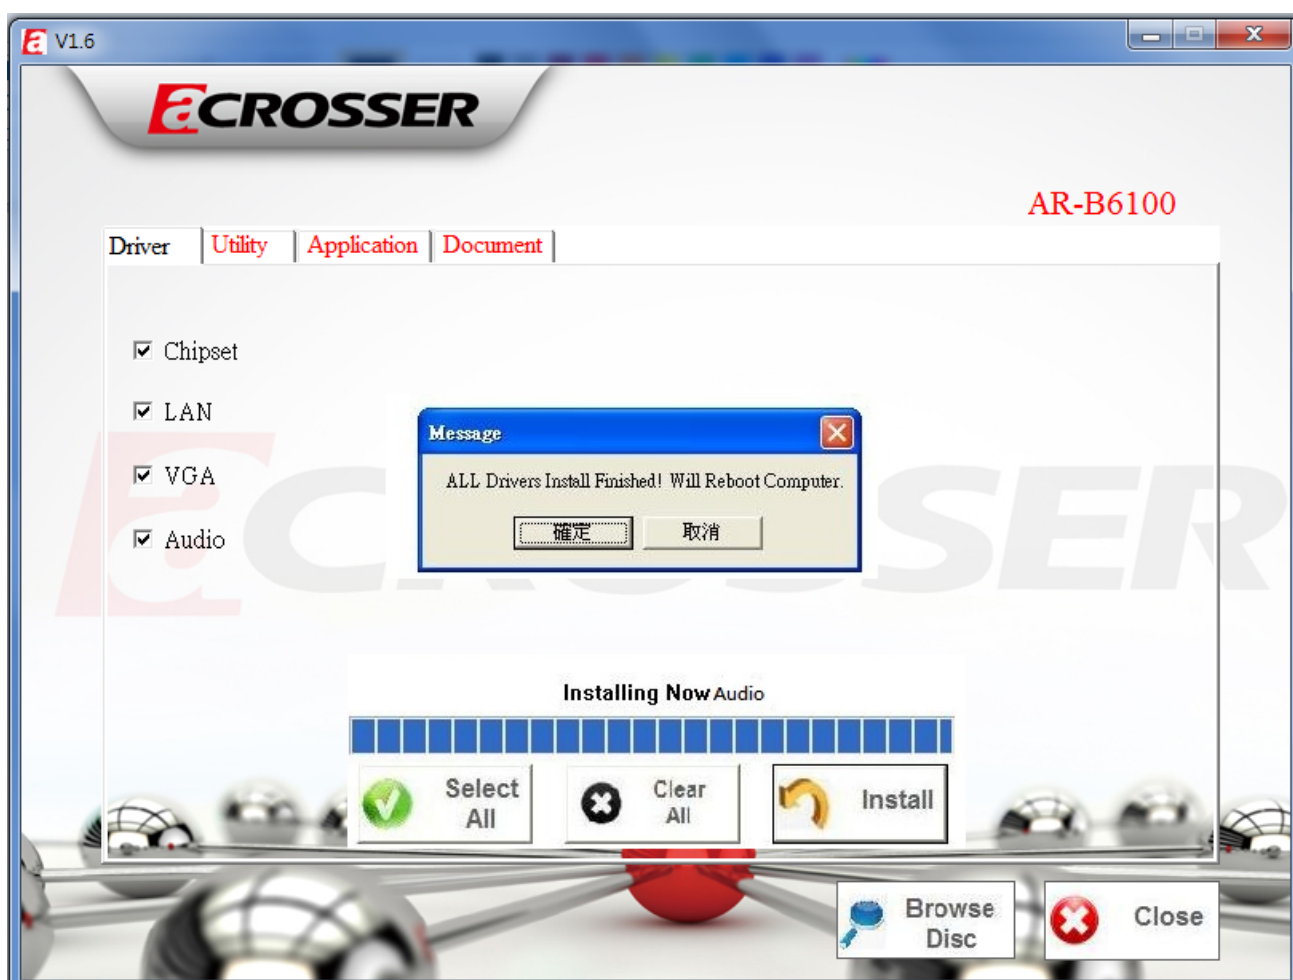 V1.6
aCROSSER
AR-B6100
Driver Utility Application Document
Chipset
LAN
VGA
Audio
Message
ALL Drivers Install Finished! Will Reboot Computer.
確定 取消
aCROSSER
Installing Now Audio
Select All
Clear All
Install
Browse Disc
Close